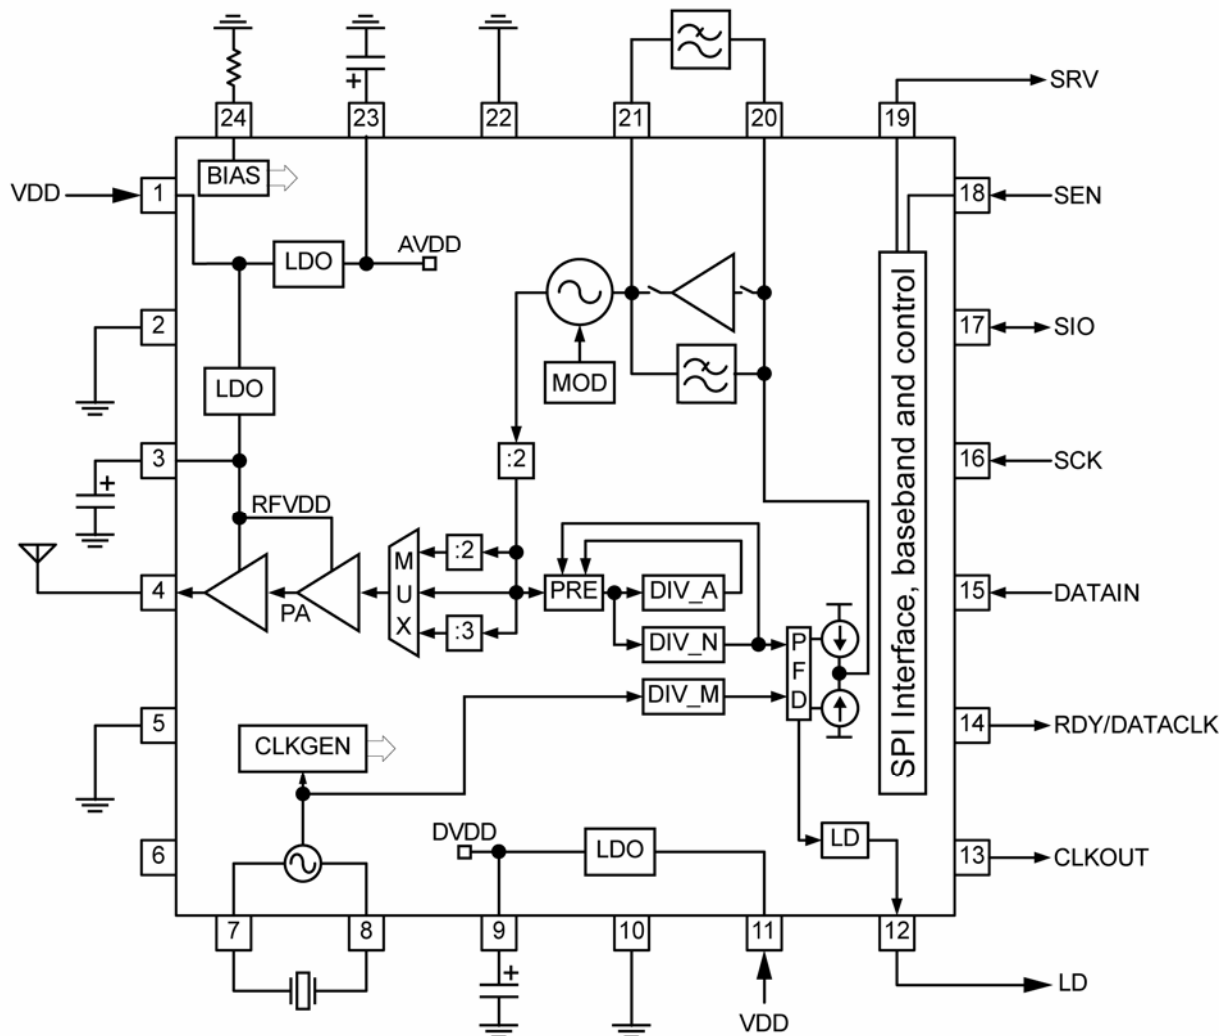 24
23
22
21
20
19
SRV
BIAS
VDD
1
18
SEN
LDO
AVDD
2
17
SIO
LDO
MOD
3
:2
16
SCK
RFVDD
MUX
:2
PRE
DIV_A
4
PA
15
DATAIN
:3
DIV_N
PFD
DIV_M
SPI Interface, baseband and control
5
CLKGEN
14
RDY/DATACLK
DVDD
LDO
LD
6
13
CLKOUT
7
8
9
10
11
12
LD
VDD